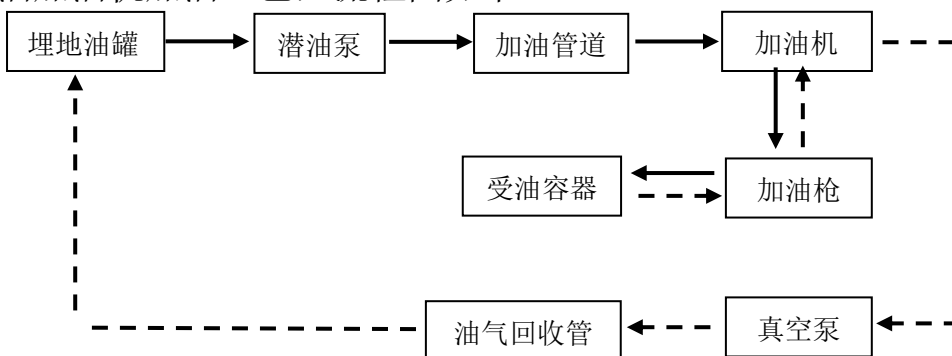 埋地油罐
潜油泵
加油管道
加油机
受油容器
加油枪
油气回收管
真空泵